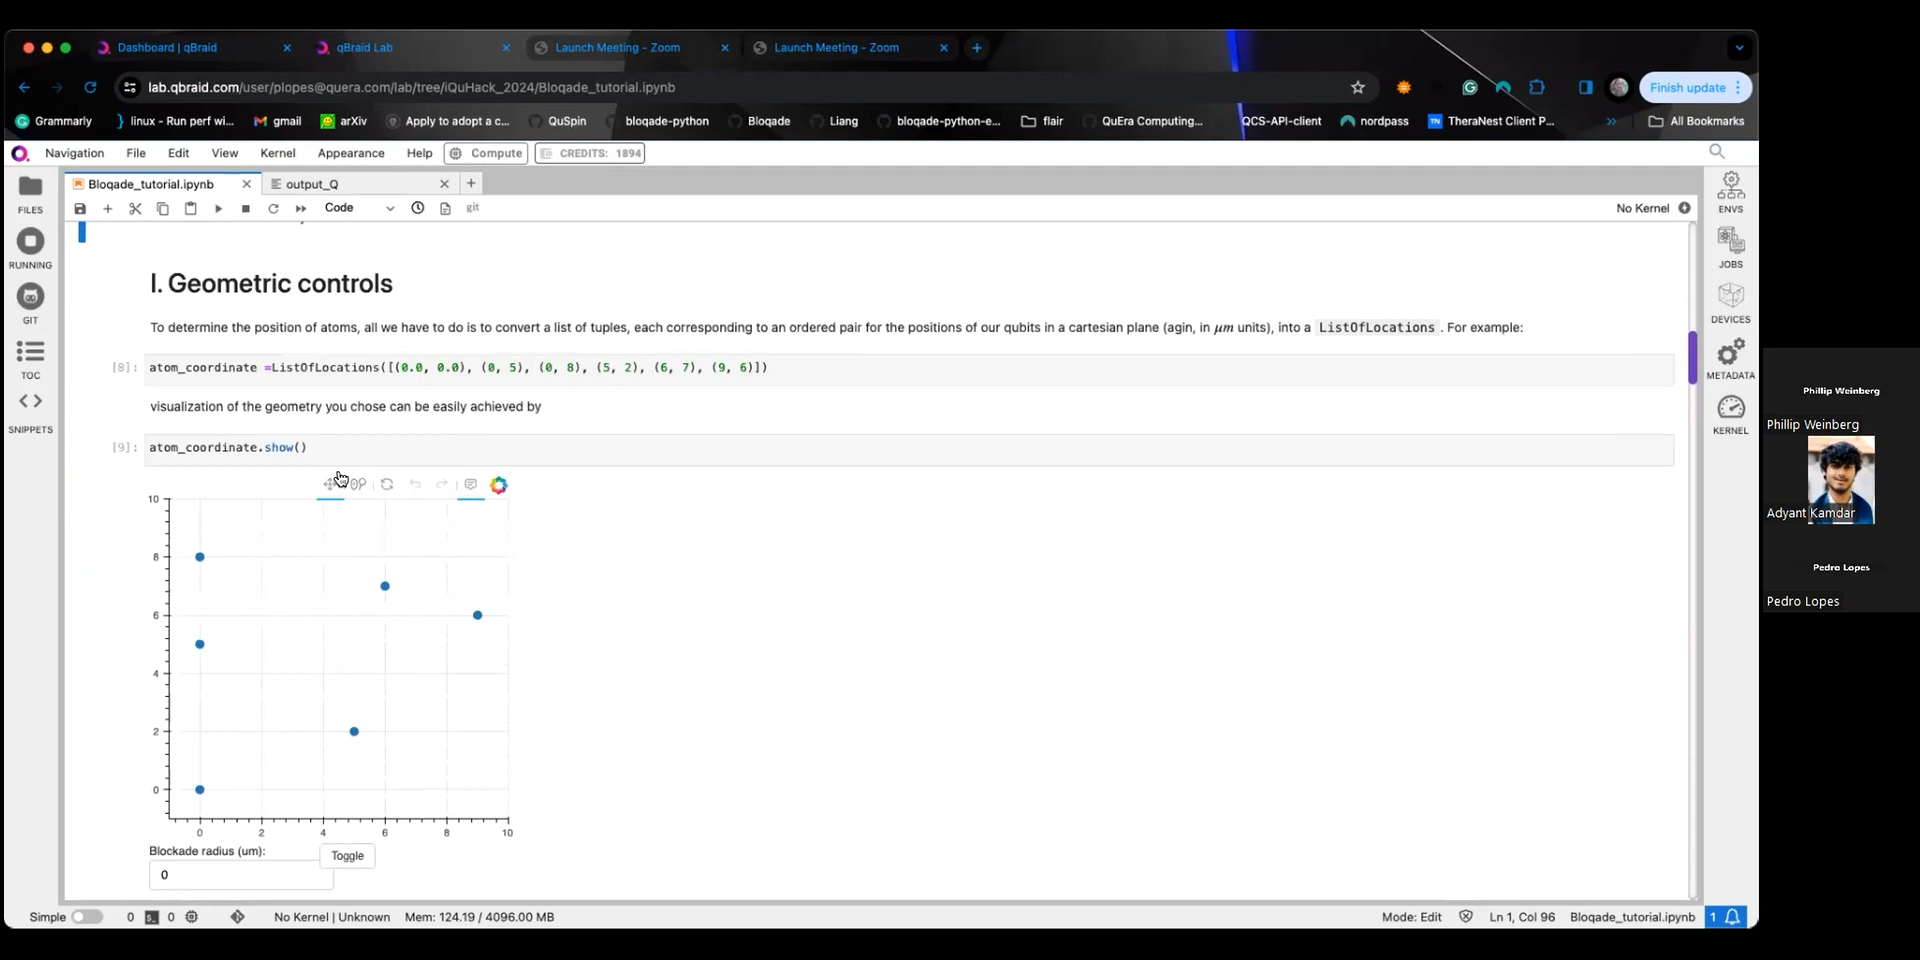 Dashboard | qBraid
qBraid Lab
Launch Meeting - Zoom
Launch Meeting - Zoom
lab.qbraid.com/user/plopes@quera.com/lab/tree/iQuHack_2024/Bloqade_tutorial.ipynb
Finish update
Grammarly
linux - Run perf wi...
gmail
arXiv
Apply to adopt a c...
QuSpin
bloqade-python
Bloqade
Liang
bloqade-python-e...
flair
QuEra Computing...
QCS-API-client
nordpass
TheraNest Client P...
All Bookmarks
Navigation
File
Edit
View
Kernel
Appearance
Help
Compute
CREDITS: 1894
Bloqade_tutorial.ipynb
output_Q
Code
git
No Kernel
FILES
RUNNING
GIT
TOC
SNIPPETS
ENVS
JOBS
DEVICES
METADATA
KERNEL
I. Geometric controls
To determine the position of atoms, all we have to do is to convert a list of tuples, each corresponding to an ordered pair for the positions of our qubits in a cartesian plane (agin, in μm units), into a ListOfLocations . For example:
[8]: atom_coordinate =ListOfLocations([(0.0, 0.0), (0, 5), (0, 8), (5, 2), (6, 7), (9, 6)])
visualization of the geometry you chose can be easily achieved by
[9]: atom_coordinate.show()
10
8
6
4
2
0
0 2 4 6 8 10
Blockade radius (um):
Toggle
0
Simple
0
0
No Kernel | Unknown
Mem: 124.19 / 4096.00 MB
Mode: Edit
Ln 1, Col 96
Bloqade_tutorial.ipynb
1
Phillip Weinberg
Phillip Weinberg
Adyant Kamdar
Pedro Lopes
Pedro Lopes